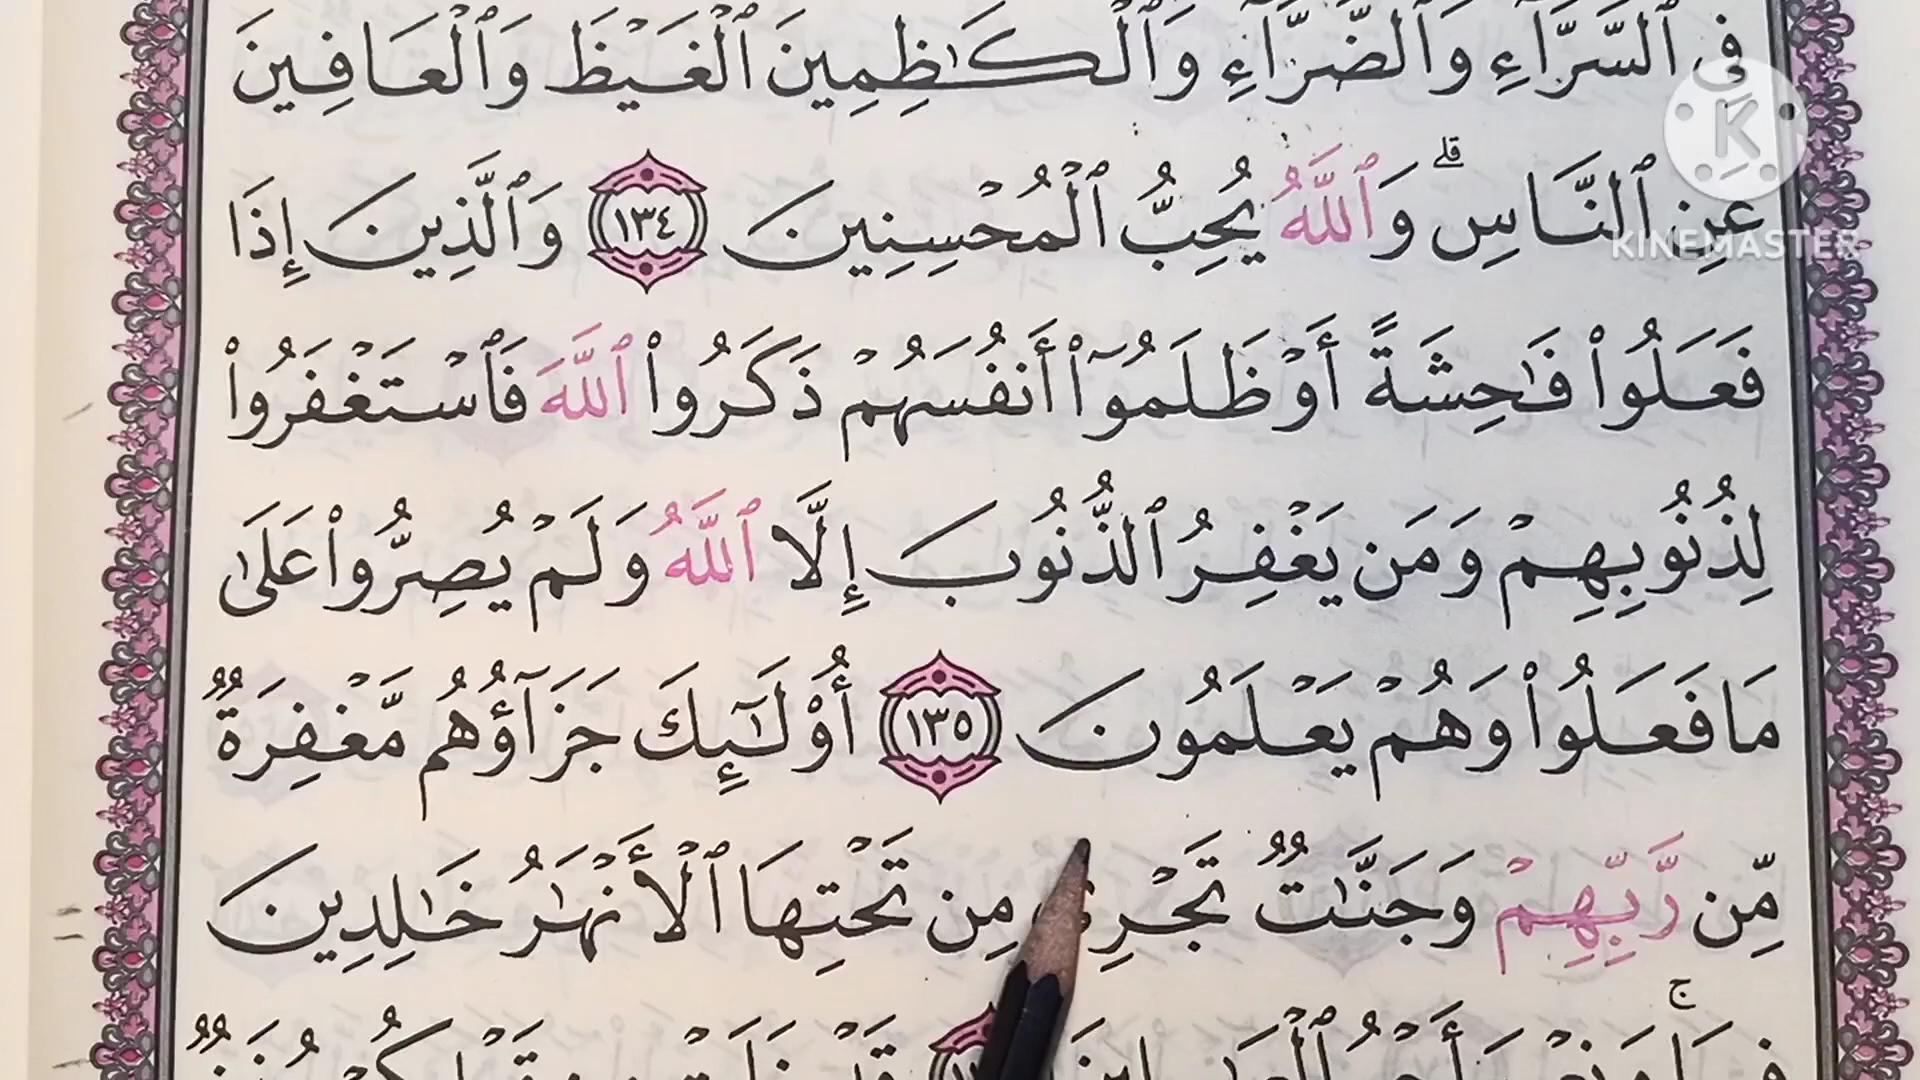 فِى ٱلسَّرَّآءِ وَٱلضَّرَّآءِ وَٱلْكَـٰظِمِينَ ٱلْغَيْظَ وَٱلْعَافِينَ
عَنِ ٱلنَّاسِ ۗ وَٱللَّهُ يُحِبُّ ٱلْمُحْسِنِينَ ١٣٤ وَٱلَّذِينَ إِذَا
KINEMASTER
فَعَلُوا۟ فَـٰحِشَةً أَوْ ظَلَمُوٓا۟ أَنفُسَهُمْ ذَكَرُوا۟ ٱللَّهَ فَٱسْتَغْفَرُوا۟
لِذُنُوبِهِمْ وَمَن يَغْفِرُ ٱلذُّنُوبَ إِلَّا ٱللَّهُ وَلَمْ يُصِرُّوا۟ عَلَىٰ
مَا فَعَلُوا۟ وَهُمْ يَعْلَمُونَ ١٣٥ أُو۟لَـٰٓئِكَ جَزَآؤُهُم مَّغْفِرَةٌ
مِّن رَّبِّهِمْ وَجَنَّـٰتٌ تَجْرِى مِن تَحْتِهَا ٱلْأَنْهَـٰرُ خَـٰلِدِينَ